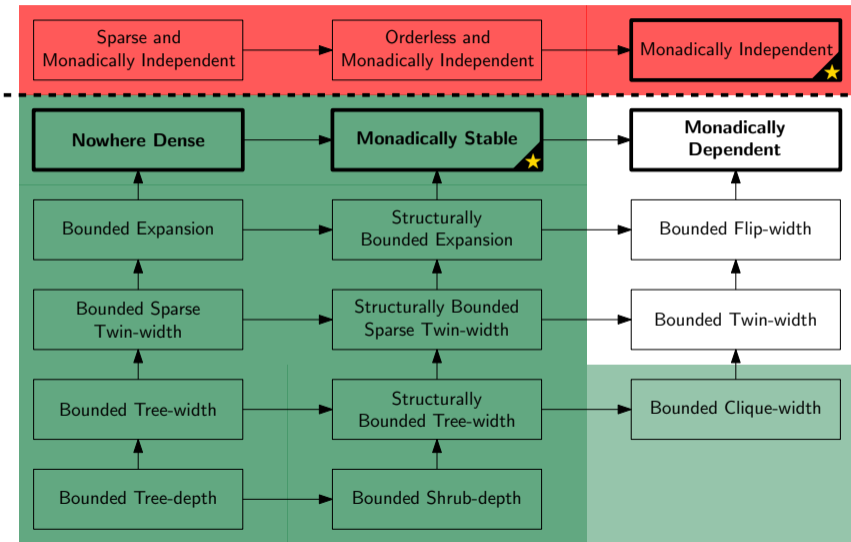 Sparse and
Monadically Independent
Orderless and
Monadically Independent
Monadically Independent
Nowhere Dense
Monadically Stable
Monadically
Dependent
Bounded Expansion
Structurally
Bounded Expansion
Bounded Flip-width
Bounded Sparse
Twin-width
Structurally Bounded
Sparse Twin-width
Bounded Twin-width
Bounded Tree-width
Structurally
Bounded Tree-width
Bounded Clique-width
Bounded Tree-depth
Bounded Shrub-depth